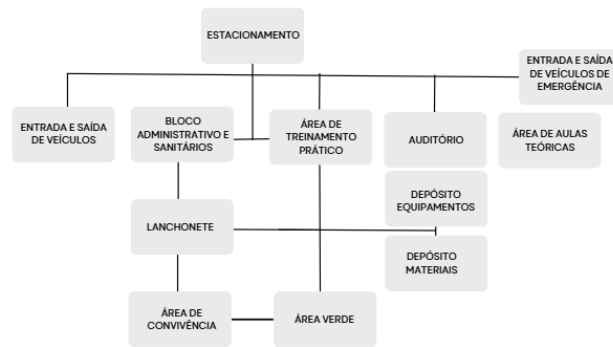 ESTACIONAMENTO
ENTRADA E SAÍDA
DE VEÍCULOS DE
EMERGÊNCIA
ENTRADA E SAÍDA
DE VEÍCULOS
BLOCO
ADMINISTRATIVO E
SANITÁRIOS
ÁREA DE
TREINAMENTO
PRÁTICO
AUDITÓRIO
ÁREA DE AULAS
TEÓRICAS
DEPÓSITO
EQUIPAMENTOS
LANCHONETE
DEPÓSITO
MATERIAIS
ÁREA DE
CONVIVÊNCIA
ÁREA VERDE